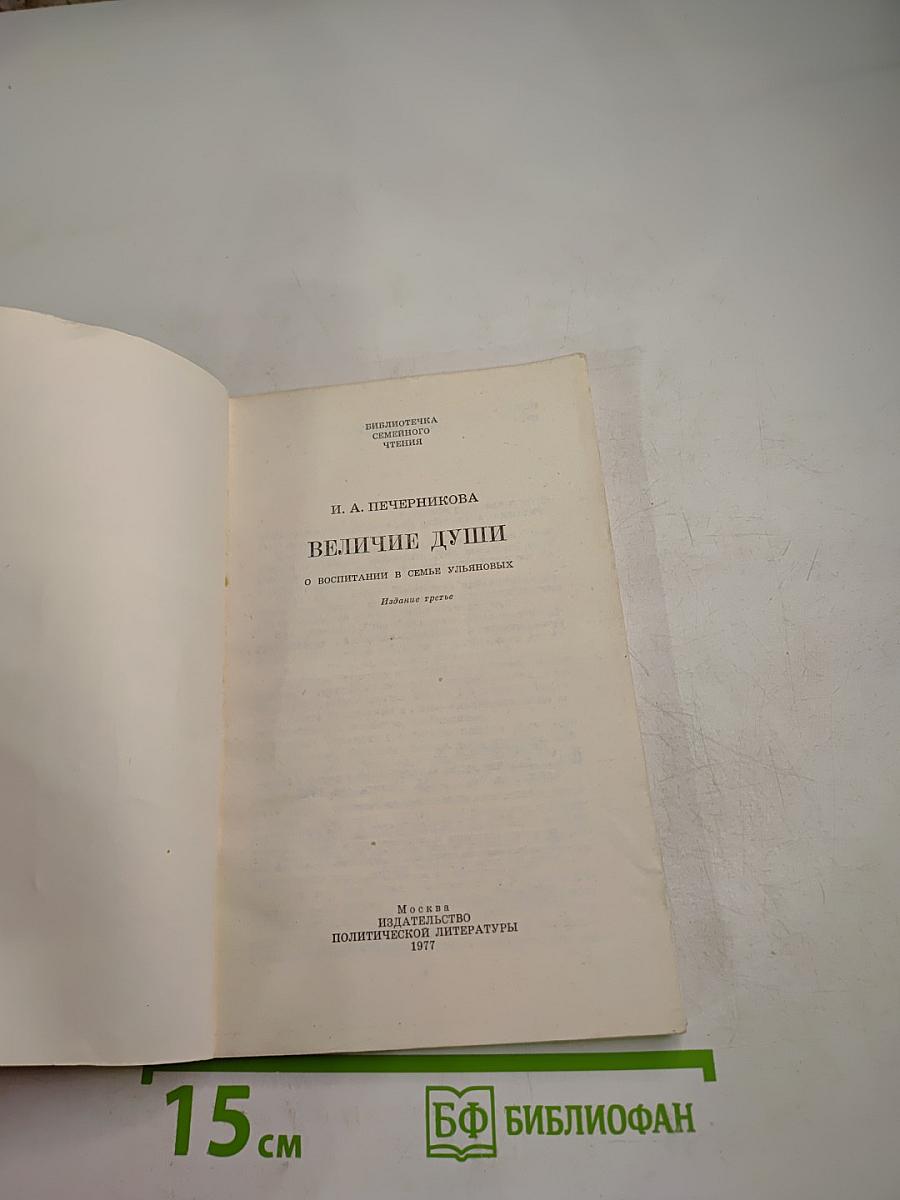 БИБЛИОТЕЧКА
СЕМЕЙНОГО
ЧТЕНИЯ
И. А. ПЕЧЕРНИКОВА
ВЕЛИЧИЕ ДУШИ
О ВОСПИТАНИИ В СЕМЬЕ УЛЬЯНОВЫХ
Издание третье
Москва
ИЗДАТЕЛЬСТВО
ПОЛИТИЧЕСКОЙ ЛИТЕРАТУРЫ
1977
15 см
БФ БИБЛИОФАН